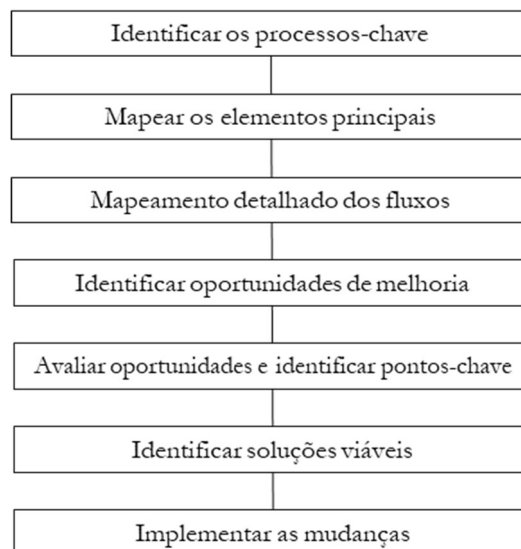 Identificar os processos-chave
Mapear os elementos principais
Mapeamento detalhado dos fluxos
Identificar oportunidades de melhoria
Avaliar oportunidades e identificar pontos-chave
Identificar soluções viáveis
Implementar as mudanças